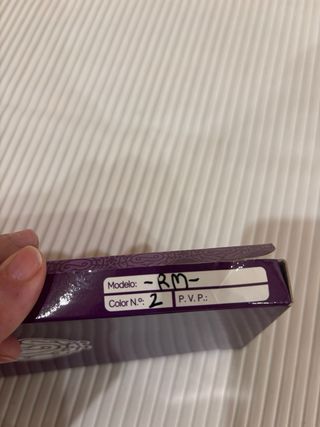 Modelo: -RM-
Color N.º: 2 P. V. P.: